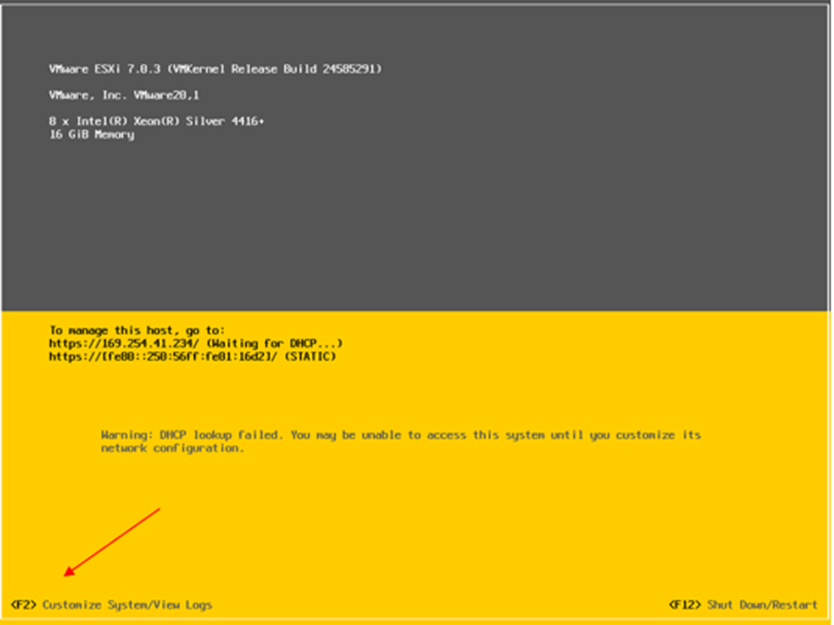 VMware ESXi 7.0.3 (VMKernel Release Build 24585291)
VMware, Inc. VMware20,1
8 x Intel(R) Xeon(R) Silver 4416+
16 GiB Memory
To manage this host, go to:
https://169.254.41.234/ (Waiting for DHCP...)
https://[fe80::250:56ff:fe01:16d2]/ (STATIC)
Warning: DHCP lookup failed. You may be unable to access this system until you customize its
network configuration.
<F2> Customize System/View Logs
<F12> Shut Down/Restart